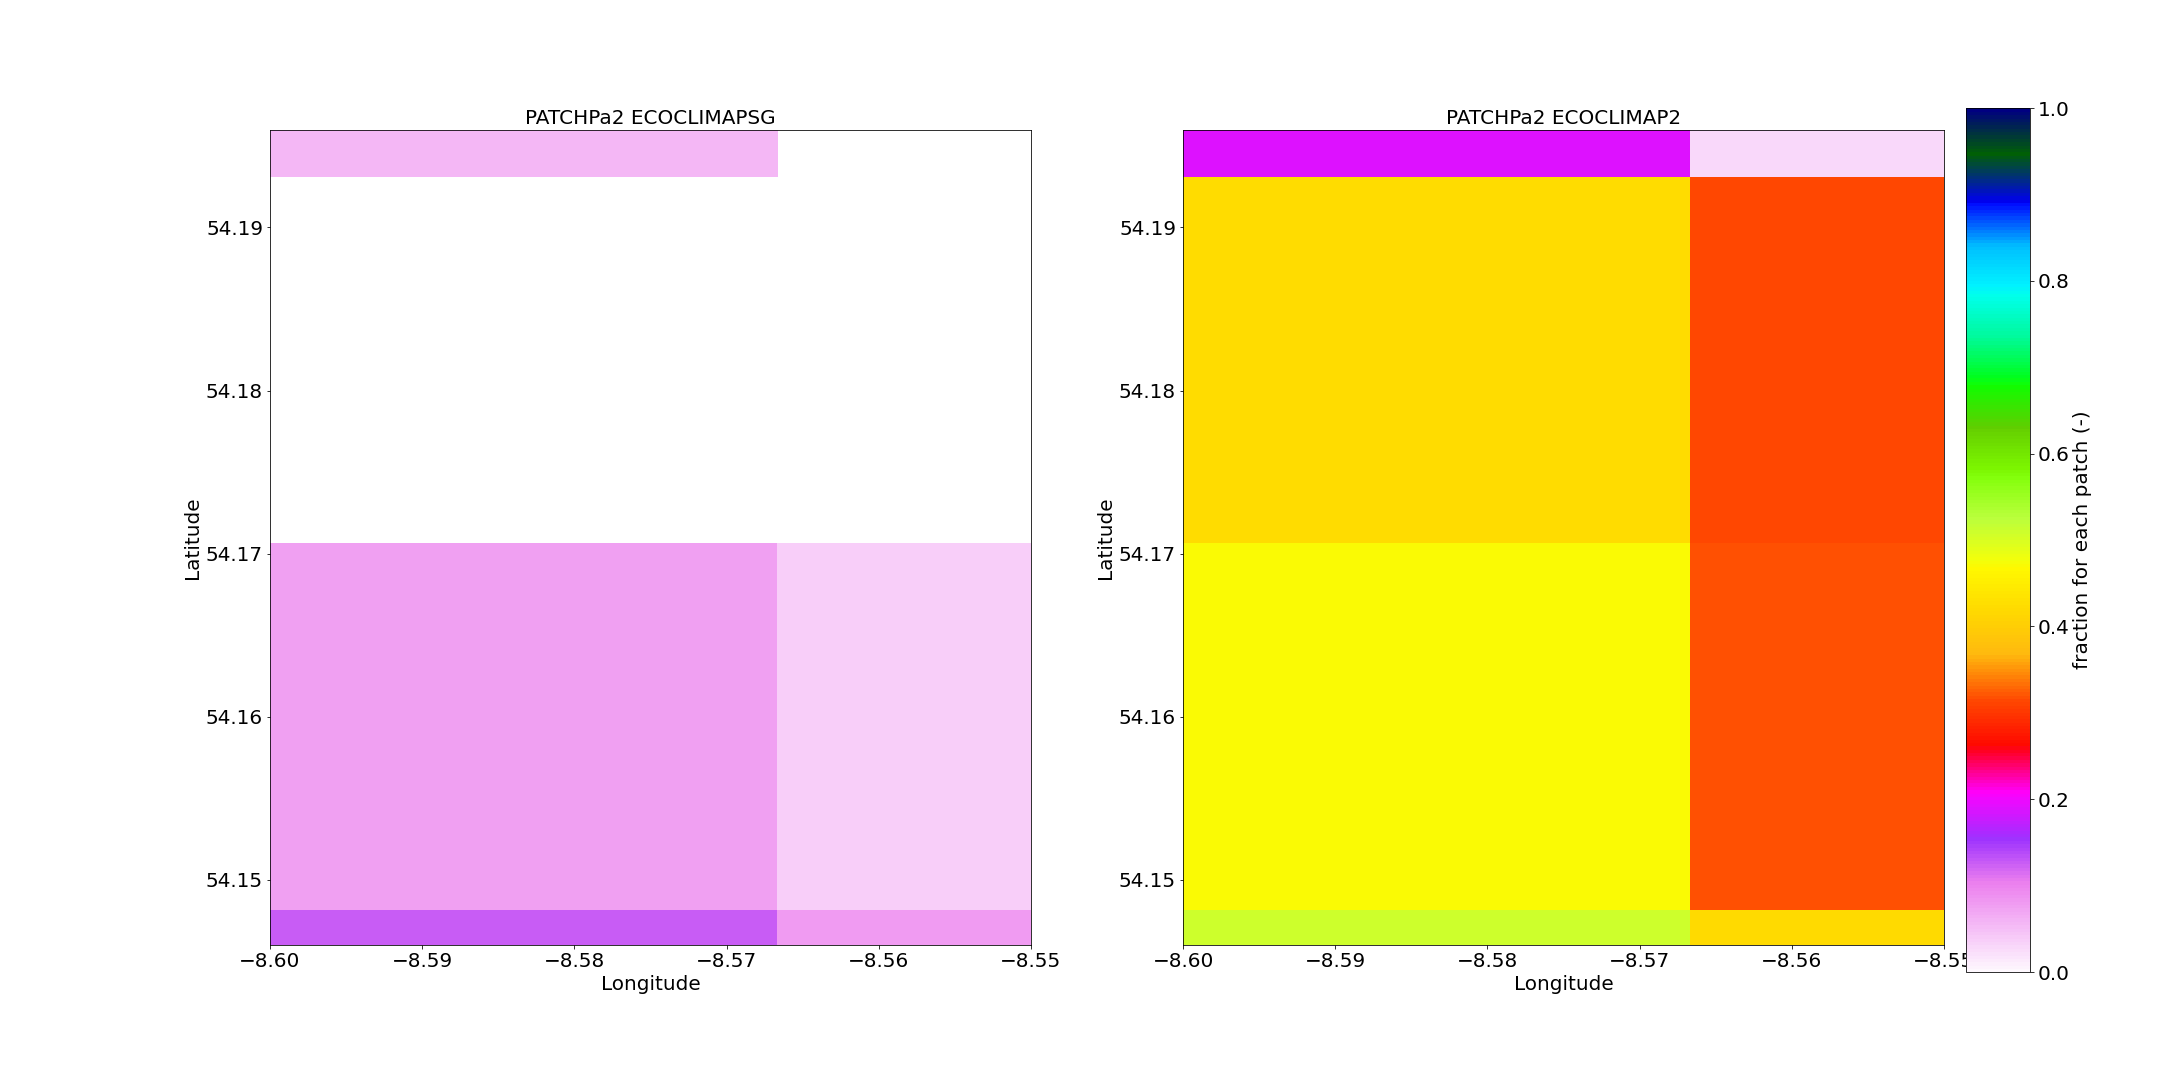 PATCHPa2 ECOCLIMAPSG
54.19
54.18
54.17
54.16
54.15
Latitude
−8.60 −8.59 −8.58 −8.57 −8.56 −8.55
Longitude
PATCHPa2 ECOCLIMAP2
54.19
54.18
54.17
54.16
54.15
Latitude
−8.60 −8.59 −8.58 −8.57 −8.56 −8.55
Longitude
1.0
0.8
0.6
0.4
0.2
0.0
fraction for each patch (-)